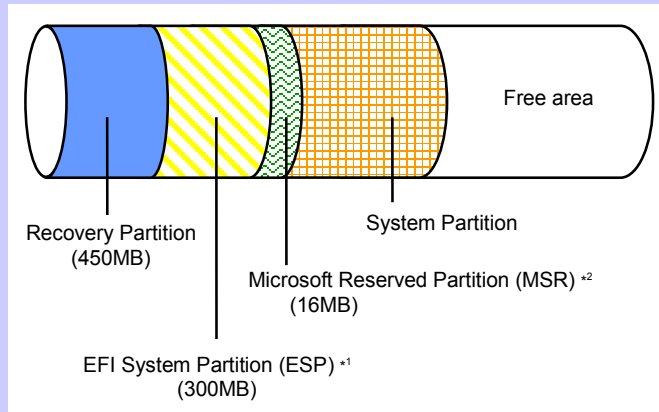 Free area
System Partition
Recovery Partition
(450MB)
Microsoft Reserved Partition (MSR) *2
(16MB)
EFI System Partition (ESP) *1
(300MB)